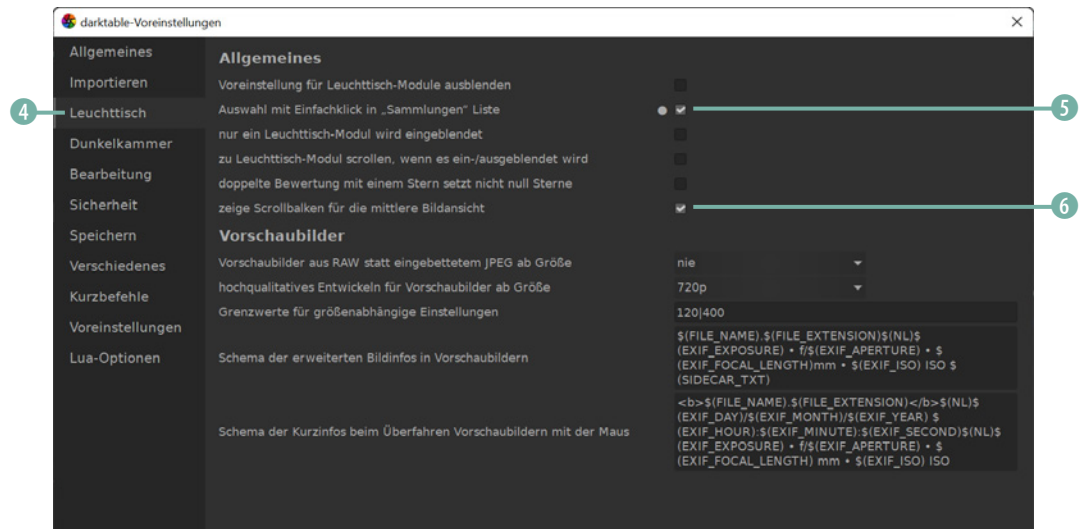 darktable-Voreinstellungen
Allgemeines
Importieren
4 Leuchttisch
Dunkelkammer
Bearbeitung
Sicherheit
Speichern
Verschiedenes
Kurzbefehle
Voreinstellungen
Lua-Optionen
Allgemeines
Voreinstellung für Leuchttisch-Module ausblenden
Auswahl mit Einfachklick in „Sammlungen“ Liste 5
nur ein Leuchttisch-Modul wird eingeblendet
zu Leuchttisch-Modul scrollen, wenn es ein-/ausgeblendet wird
doppelte Bewertung mit einem Stern setzt nicht null Sterne
zeige Scrollbalken für die mittlere Bildansicht 6
Vorschaubilder
Vorschaubilder aus RAW statt eingebettetem JPEG ab Größe nie
hochqualitatives Entwickeln für Vorschaubilder ab Größe 720p
Grenzwerte für größenabhängige Einstellungen 120|400
Schema der erweiterten Bildinfos in Vorschaubildern
$(FILE_NAME).$(FILE_EXTENSION)$(NL)$
(EXIF_EXPOSURE) • f/$(EXIF_APERTURE) • $
(EXIF_FOCAL_LENGTH)mm • $(EXIF_ISO) ISO $
(SIDECAR_TXT)
Schema der Kurzinfos beim Überfahren Vorschaubildern mit der Maus
<b>$(FILE_NAME).$(FILE_EXTENSION)</b>$(NL)$
(EXIF_DAY)/$(EXIF_MONTH)/$(EXIF_YEAR) $
(EXIF_HOUR):$(EXIF_MINUTE):$(EXIF_SECOND)$(NL)$
(EXIF_EXPOSURE) • f/$(EXIF_APERTURE) • $
(EXIF_FOCAL_LENGTH) mm • $(EXIF_ISO) ISO